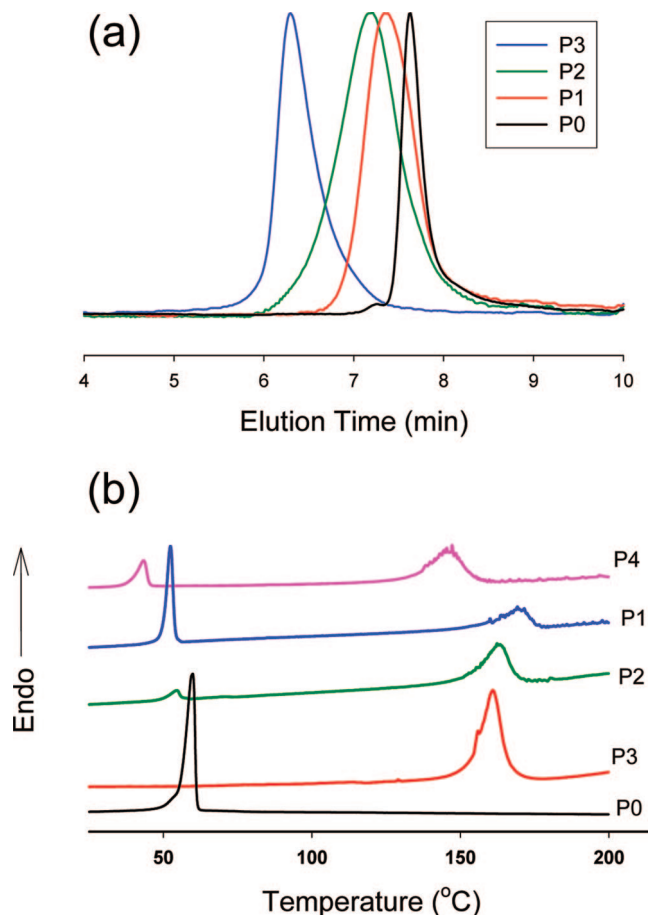 (a)
P3
P2
P1
P0
4 5 6 7 8 9 10
Elution Time (min)
(b)
Endo
P4
P1
P2
P3
P0
50 100 150 200
Temperature (°C)